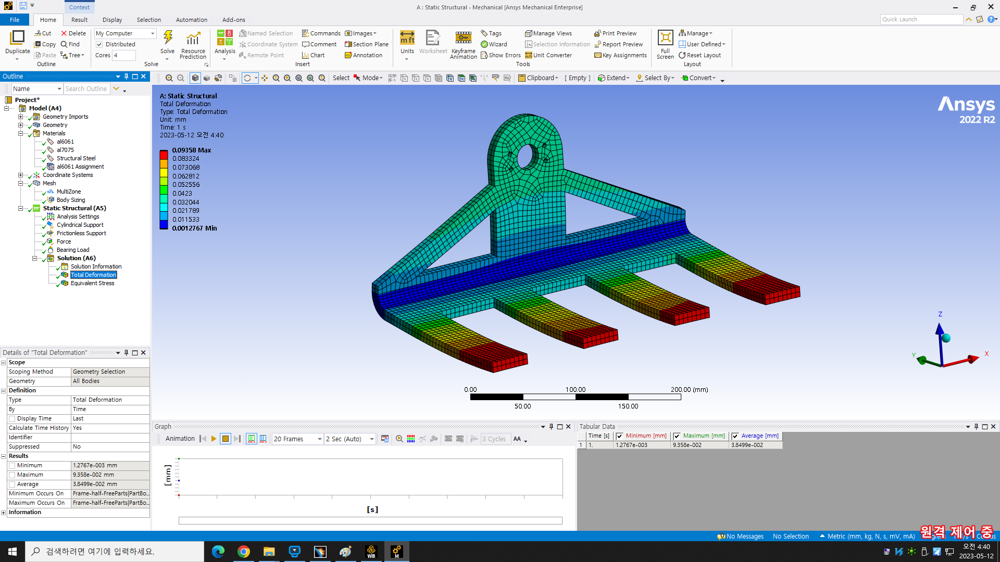 Context
A : Static Structural - Mechanical [Ansys Mechanical Enterprise]
File Home Result Display Selection Automation Add-ons
Quick Launch
Duplicate
Cut
Copy
Paste
Delete
Find
Tree
Outline
My Computer
Distributed
Cores 4
Solve
Resource Prediction
Solve
Analysis
Named Selection
Coordinate System
Remote Point
Commands
Comment
Chart
Images
Section Plane
Annotation
Insert
Units
Worksheet
Keyframe Animation
Tags
Wizard
Show Errors
Manage Views
Selection Information
Unit Converter
Print Preview
Report Preview
Key Assignments
Tools
Full Screen
Manage
User Defined
Reset Layout
Layout
Outline
Name Search Outline
Select Mode Clipboard [ Empty ] Extend Select By Convert
Project*
Model (A4)
Geometry Imports
Geometry
Materials
al6061
al7075
Structural Steel
al6061 Assignment
Coordinate Systems
Mesh
MultiZone
Body Sizing
Static Structural (A5)
Analysis Settings
Cylindrical Support
Frictionless Support
Force
Bearing Load
Solution (A6)
Solution Information
Total Deformation
Equivalent Stress
A: Static Structural
Total Deformation
Type: Total Deformation
Unit: mm
Time: 1 s
2023-05-12 오전 4:40
0.09358 Max
0.083324
0.073068
0.062812
0.052556
0.0423
0.032044
0.021789
0.011533
0.0012767 Min
Ansys
2022 R2
Z
Y X
0.00 100.00 200.00 (mm)
50.00 150.00
Details of "Total Deformation"
Scope
Scoping Method Geometry Selection
Geometry All Bodies
Definition
Type Total Deformation
By Time
Display Time Last
Calculate Time History Yes
Identifier
Suppressed No
Results
Minimum 1.2767e-003 mm
Maximum 9.358e-002 mm
Average 3.8499e-002 mm
Minimum Occurs On Frame-half-FreeParts|PartBo...
Maximum Occurs On Frame-half-FreeParts|PartBo...
Information
Graph
Animation 20 Frames 2 Sec (Auto) 3 Cycles AA
[mm]
[s]
Tabular Data
Time [s] Minimum [mm] Maximum [mm] Average [mm]
1 1. 1.2767e-003 9.358e-002 3.8499e-002
0 No Messages No Selection Metric (mm, kg, N, s, mV, mA)
원격 제어 중
검색하려면 여기에 입력하세요.
WB
M
오전 4:40
2023-05-12